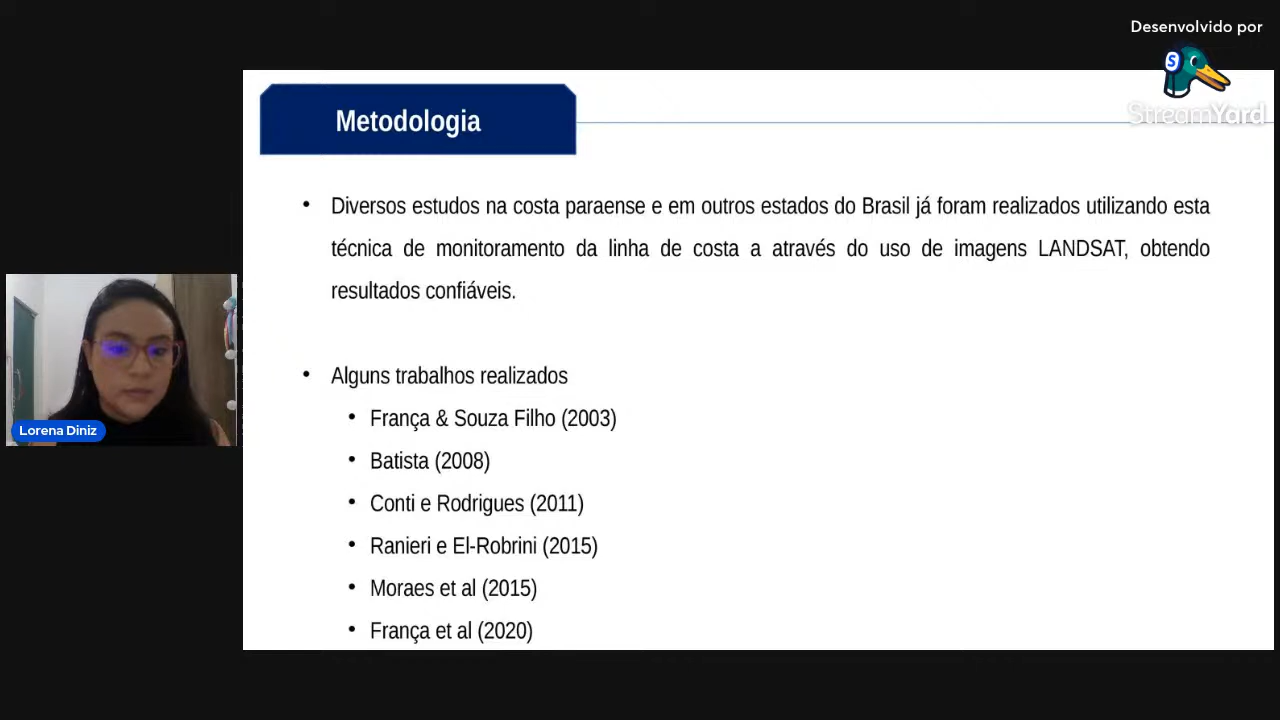 Desenvolvido por
S
StreamYard
Metodologia
• Diversos estudos na costa paraense e em outros estados do Brasil já foram realizados utilizando esta
técnica de monitoramento da linha de costa a através do uso de imagens LANDSAT, obtendo
resultados confiáveis.
• Alguns trabalhos realizados
• França & Souza Filho (2003)
• Batista (2008)
• Conti e Rodrigues (2011)
• Ranieri e El-Robrini (2015)
• Moraes et al (2015)
• França et al (2020)
Lorena Diniz